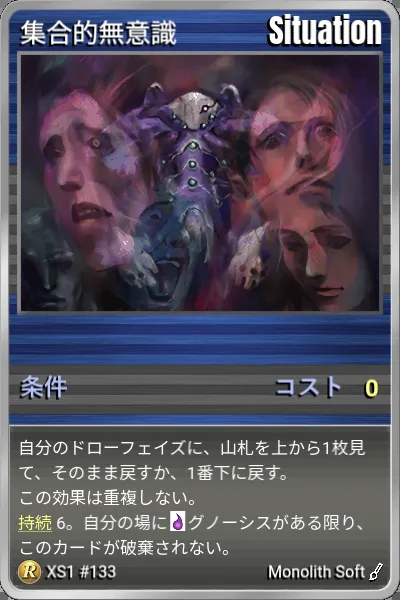 集合的無意識 Situation
条件 コスト 0
自分のドローフェイズに、山札を上から1枚見
て、そのまま戻すか、1番下に戻す。
この効果は重複しない。
持続 6。自分の場にグノーシスがある限り、
このカードが破棄されない。
R XS1 #133 Monolith Soft